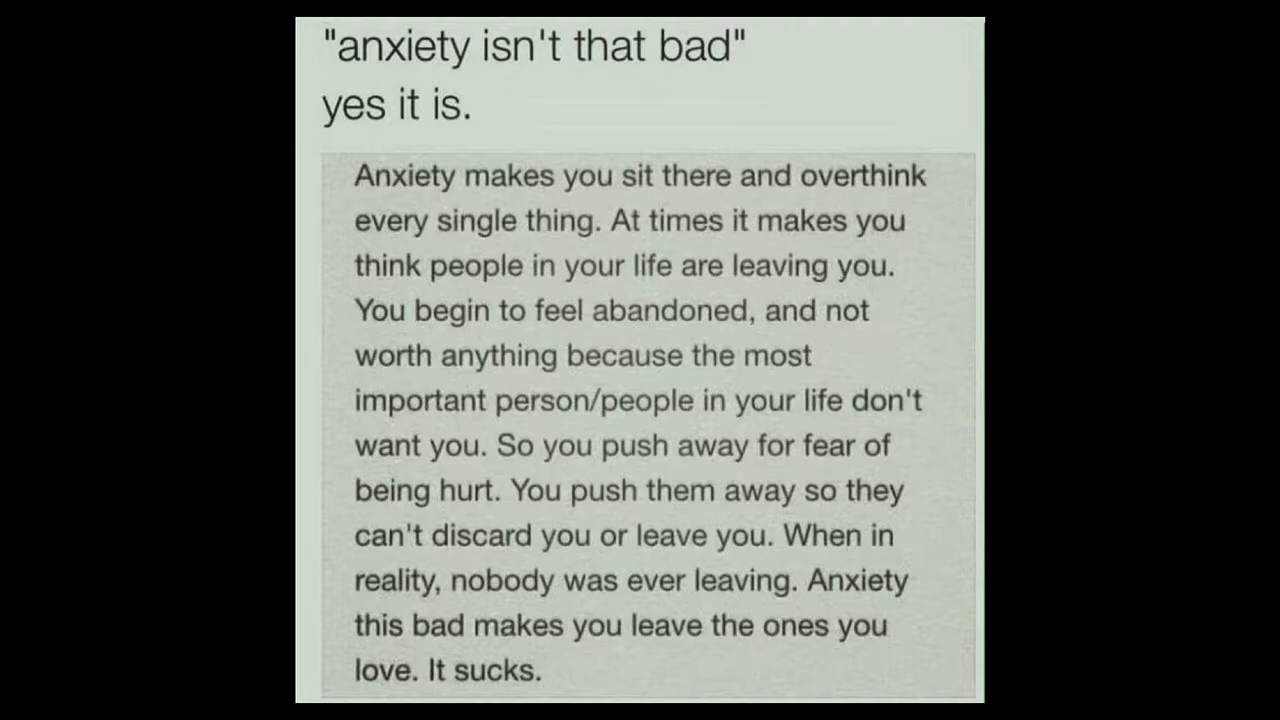 "anxiety isn't that bad"
yes it is.
Anxiety makes you sit there and overthink
every single thing. At times it makes you
think people in your life are leaving you.
You begin to feel abandoned, and not
worth anything because the most
important person/people in your life don't
want you. So you push away for fear of
being hurt. You push them away so they
can't discard you or leave you. When in
reality, nobody was ever leaving. Anxiety
this bad makes you leave the ones you
love. It sucks.